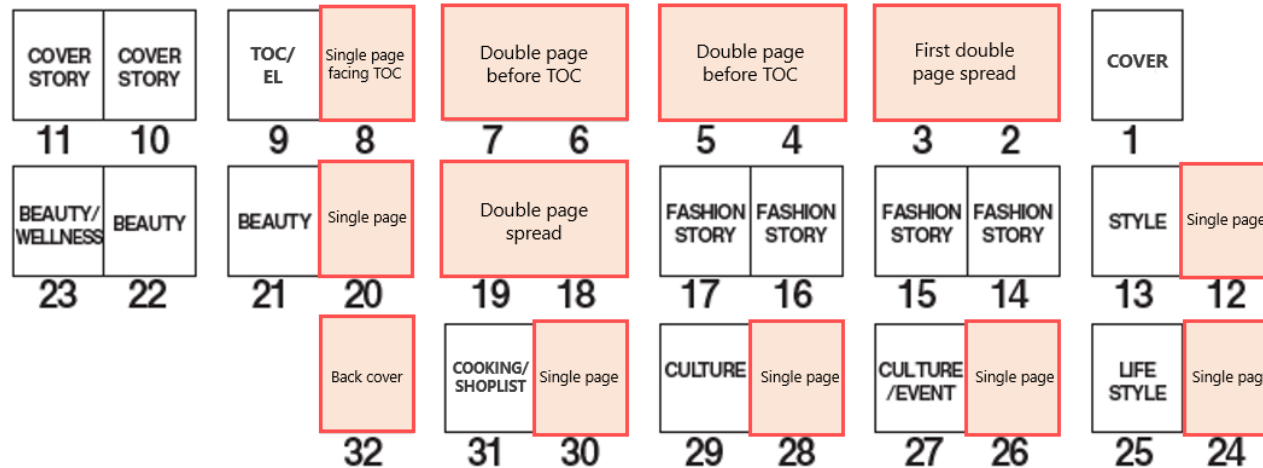 COVER
STORY
COVER
STORY
TOC/
EL
Single page
facing TOC
Double page
before TOC
Double page
before TOC
First double
page spread
COVER
11 10 9 8 7 6 5 4 3 2 1
BEAUTY/
WELLNESS
BEAUTY
BEAUTY
Single page
Double page
spread
FASHION
STORY
FASHION
STORY
FASHION
STORY
FASHION
STORY
STYLE
Single page
23 22 21 20 19 18 17 16 15 14 13 12
Back cover
COOKING/
SHOPLIST
Single page
CULTURE
Single page
CULTURE
/EVENT
Single page
LIFE
STYLE
Single pag
32 31 30 29 28 27 26 25 24